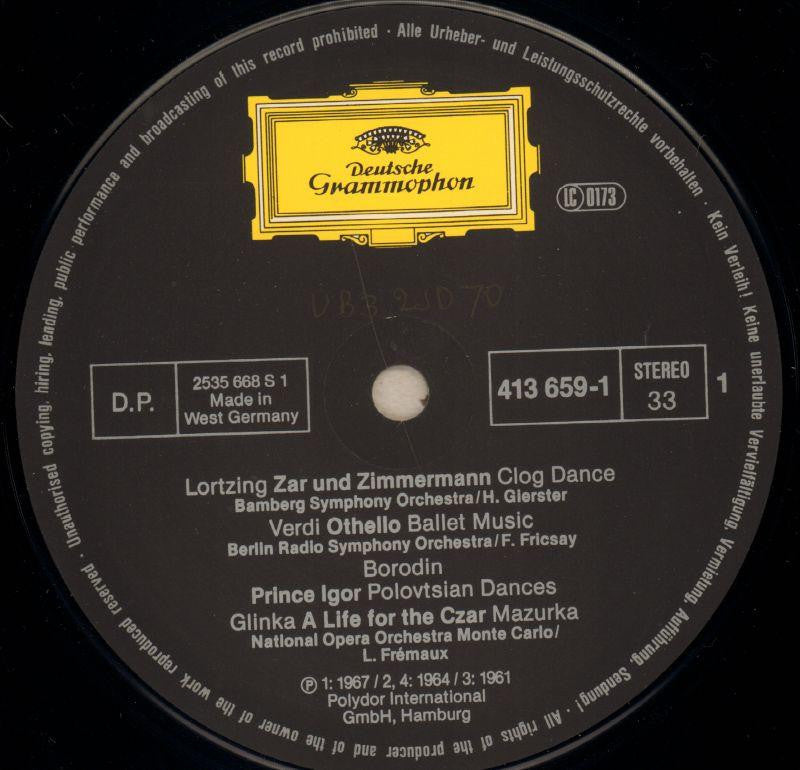 Unauthorised copying, hiring, lending, public performance and broadcasting of this record prohibited · Alle Urheber- und Leistungsschutzrechte vorbehalten · Kein Verleih! Keine unerlaubte Vervielfältigung, Vermietung, Aufführung, Sendung! · All rights of the producer and of the owner of the work reproduced reserved ·
Deutsche
Grammophon
LC 0173
D.P.
2535 668 S 1
Made in
West Germany
413 659-1
STEREO
33
1
Lortzing Zar und Zimmermann Clog Dance
Bamberg Symphony Orchestra/H. Gierster
Verdi Othello Ballet Music
Berlin Radio Symphony Orchestra/F. Fricsay
Borodin
Prince Igor Polovtsian Dances
Glinka A Life for the Czar Mazurka
National Opera Orchestra Monte Carlo/
L. Frémaux
Ⓟ 1: 1967 / 2, 4: 1964 / 3: 1961
Polydor International
GmbH, Hamburg